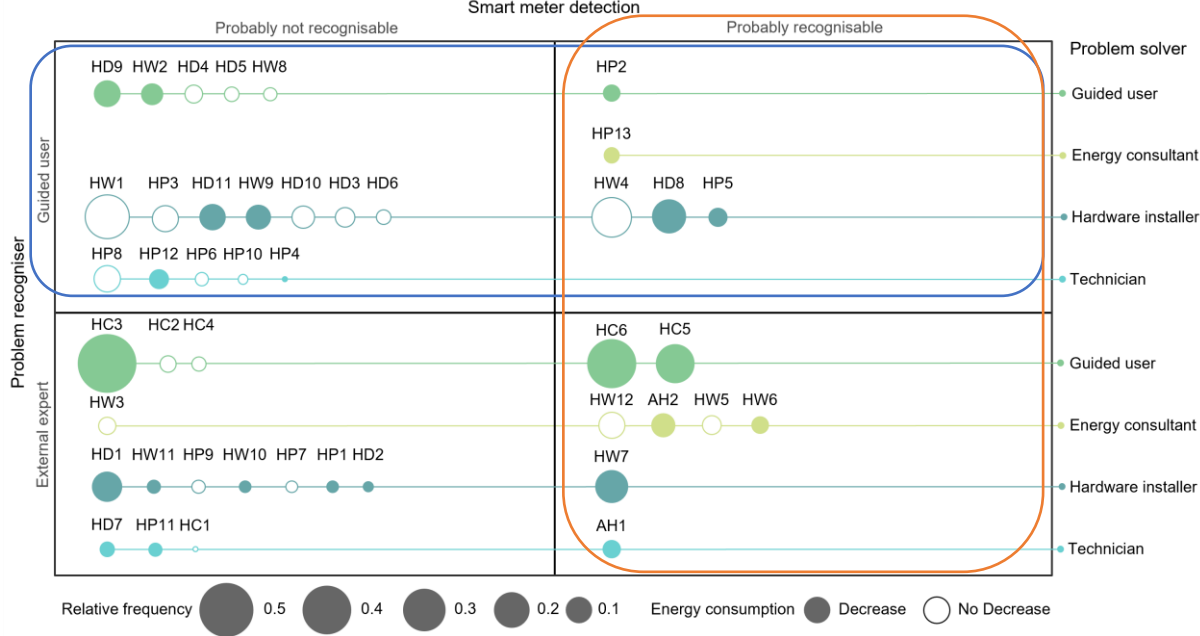 Smart meter detection
Probably not recognisable
Probably recognisable
Problem solver
Problem recogniser
Guided user
HD9 HW2 HD4 HD5 HW8
HP2
Guided user
HP13
Energy consultant
HW1 HP3 HD11 HW9 HD10 HD3 HD6
HW4 HD8 HP5
Hardware installer
HP8 HP12 HP6 HP10 HP4
Technician
External expert
HC3 HC2 HC4
HC6 HC5
Guided user
HW3
HW12 AH2 HW5 HW6
Energy consultant
HD1 HW11 HP9 HW10 HP7 HP1 HD2
HW7
Hardware installer
HD7 HP11 HC1
AH1
Technician
Relative frequency 0.5 0.4 0.3 0.2 0.1
Energy consumption Decrease No Decrease